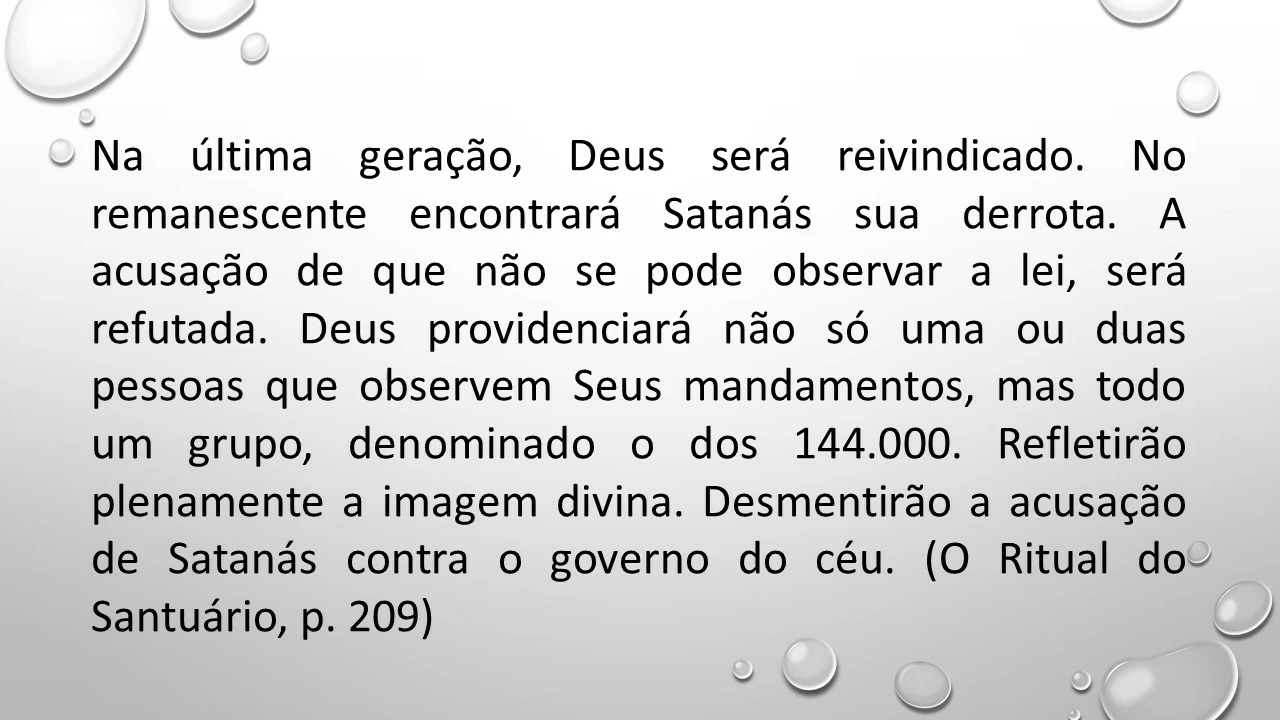 Na última geração, Deus será reivindicado. No
remanescente encontrará Satanás sua derrota. A
acusação de que não se pode observar a lei, será
refutada. Deus providenciará não só uma ou duas
pessoas que observem Seus mandamentos, mas todo
um grupo, denominado o dos 144.000. Refletirão
plenamente a imagem divina. Desmentirão a acusação
de Satanás contra o governo do céu. (O Ritual do
Santuário, p. 209)